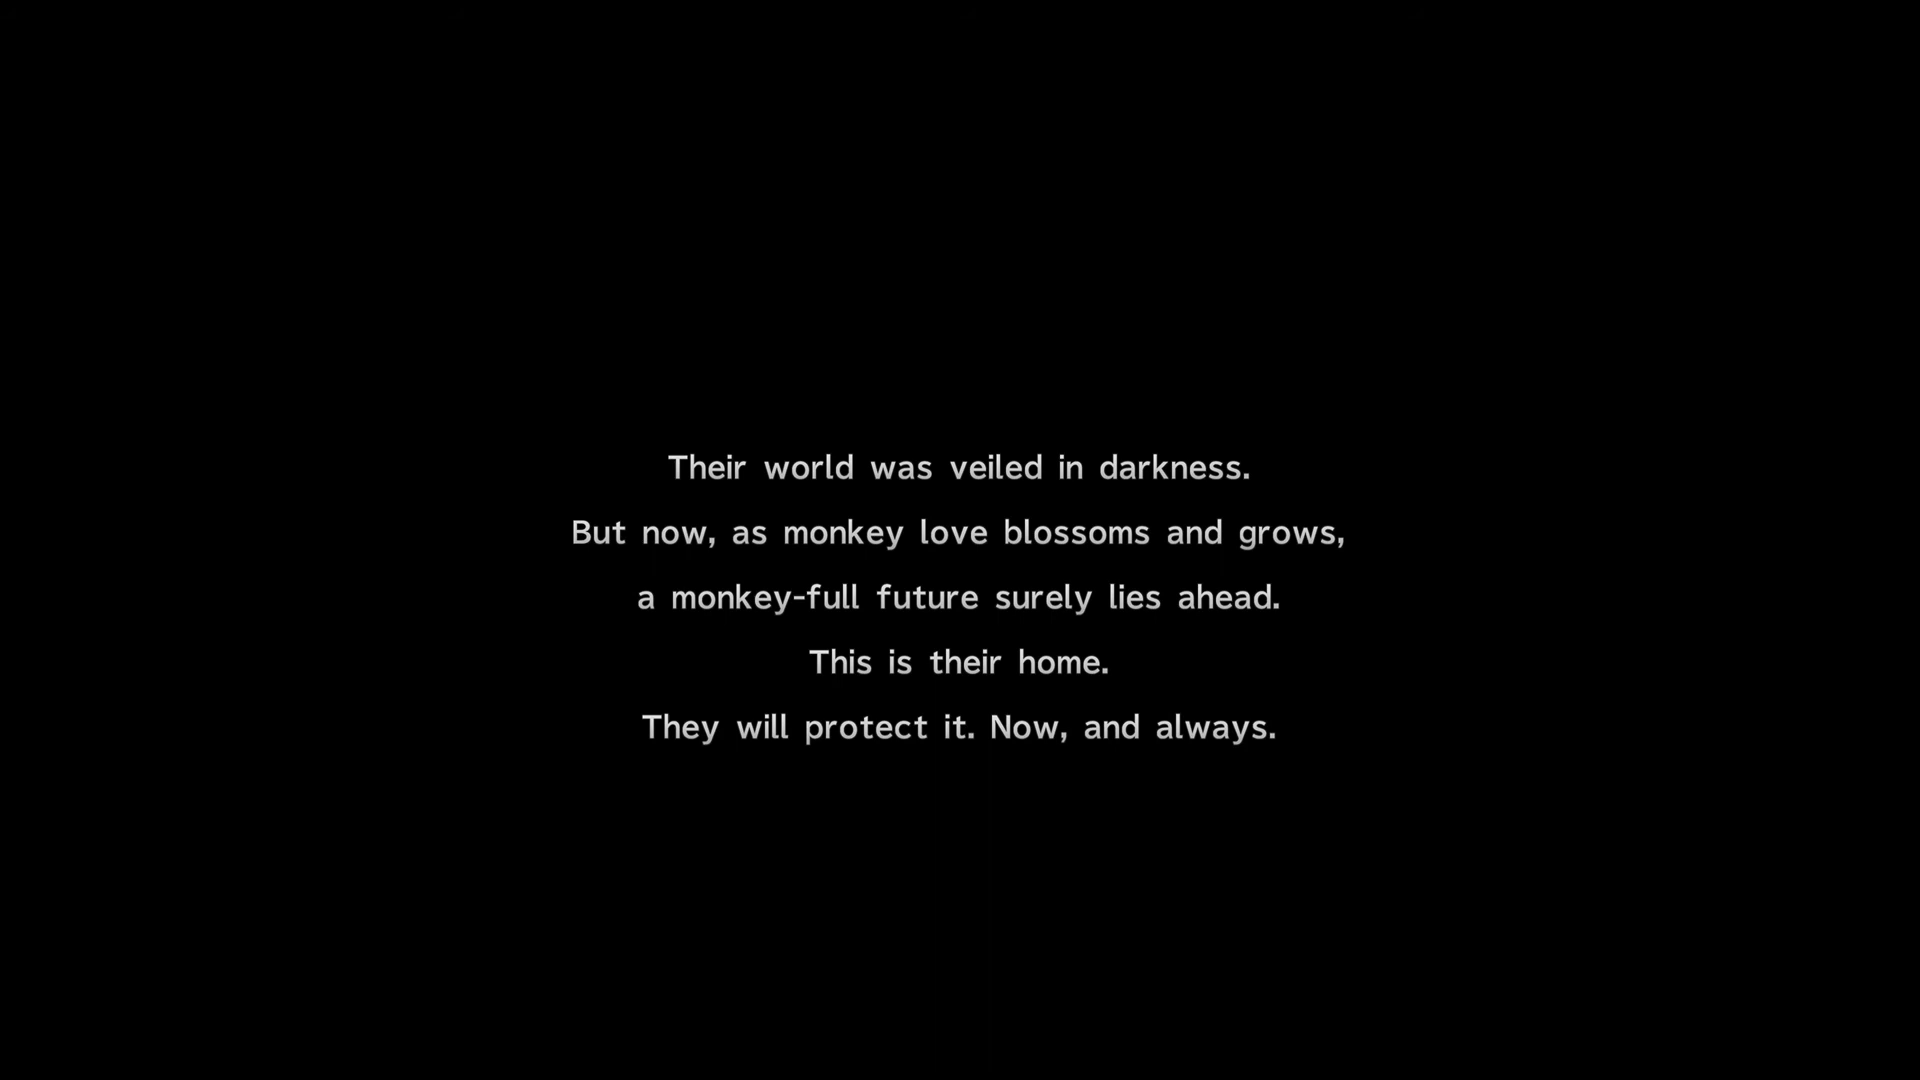 Their world was veiled in darkness.
But now, as monkey love blossoms and grows,
a monkey-full future surely lies ahead.
This is their home.
They will protect it. Now, and always.